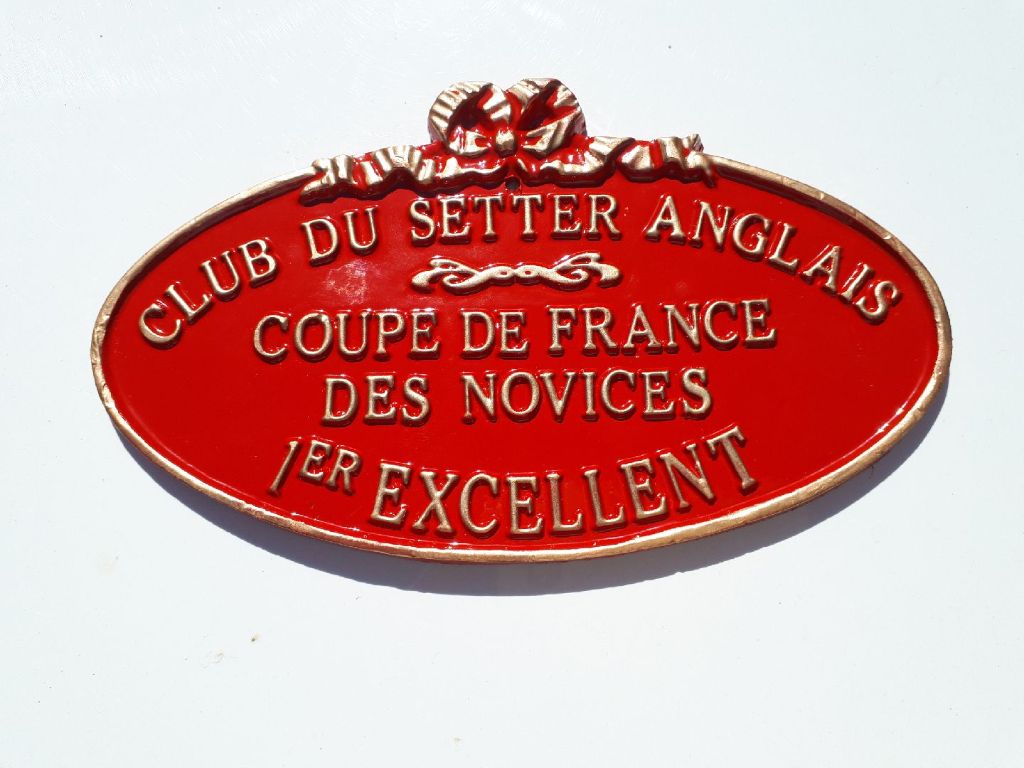 CLUB DU SETTER ANGLAIS
COUPE DE FRANCE
DES NOVICES
1ER EXCELLENT